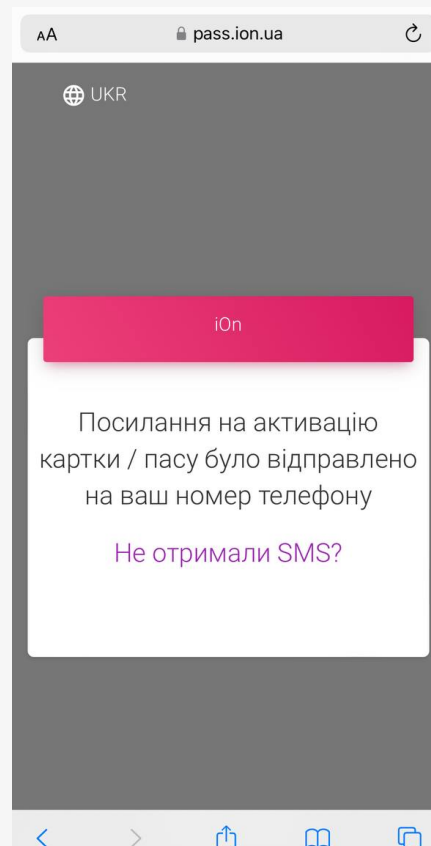 AA
pass.ion.ua
UKR
iOn
Посилання на активацію
картки / пасу було відправлено
на ваш номер телефону
Не отримали SMS?